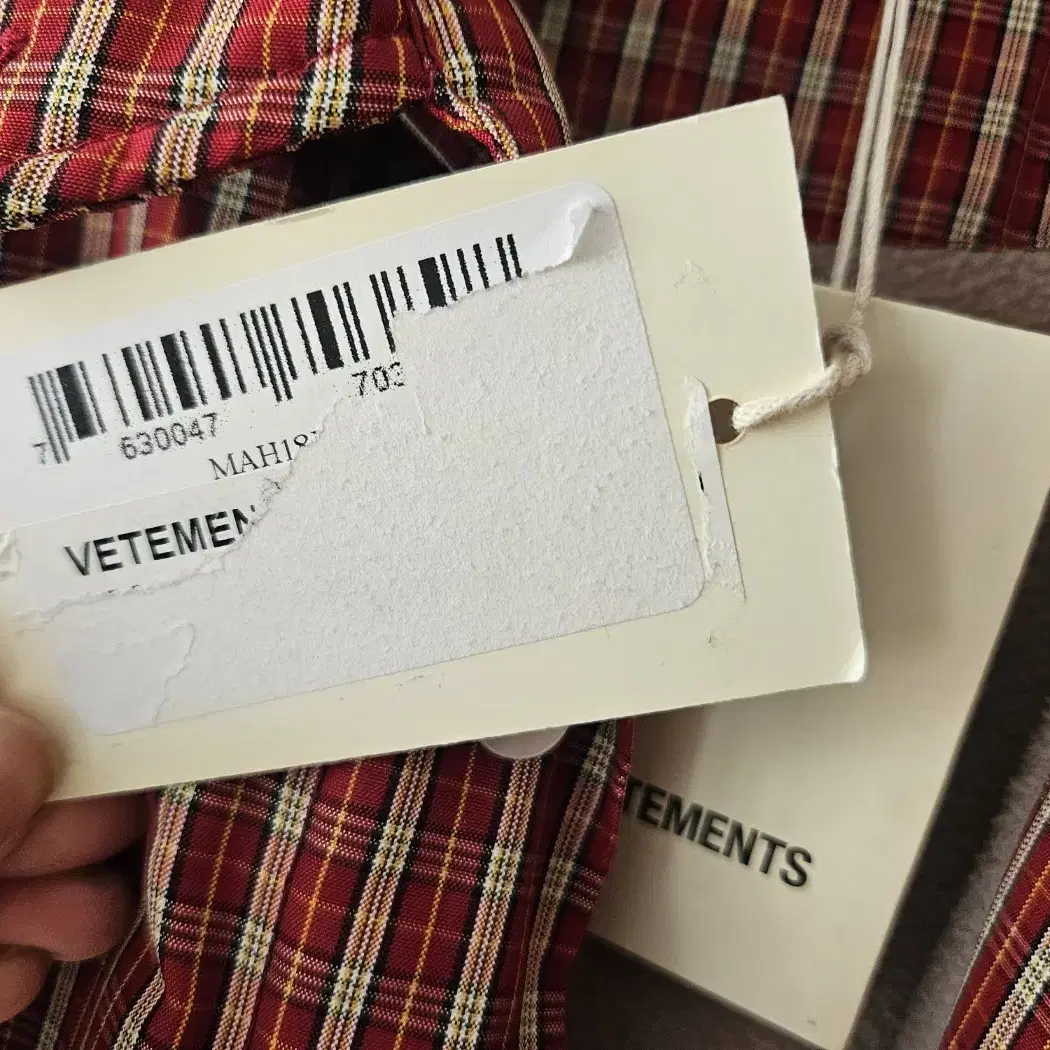 7 630047 703
MAH18
VETEMEN
TEMENTS